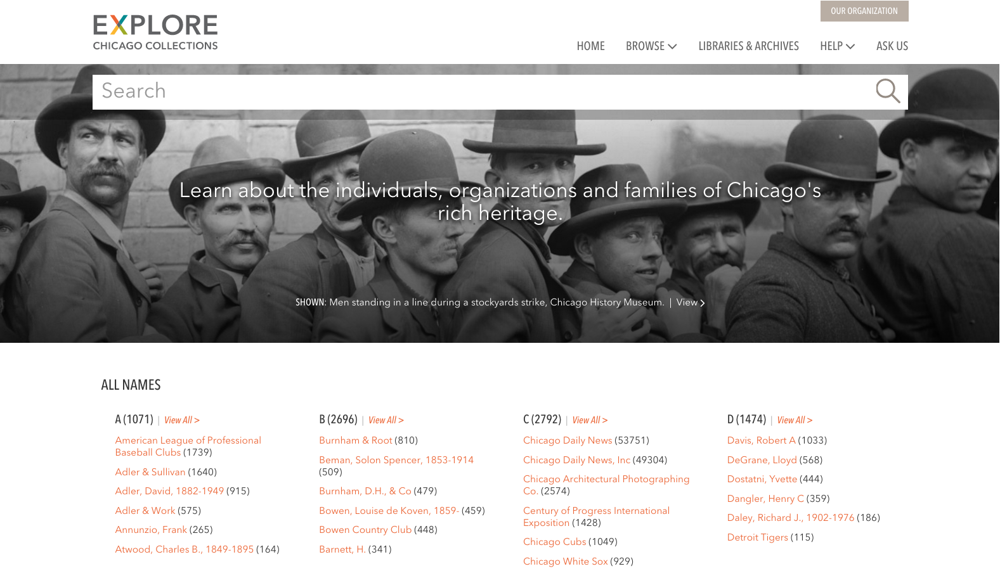 OUR ORGANIZATION
EXPLORE
CHICAGO COLLECTIONS
HOME BROWSE LIBRARIES & ARCHIVES HELP ASK US
Search
Learn about the individuals, organizations and families of Chicago's
rich heritage.
SHOWN: Men standing in a line during a stockyards strike, Chicago History Museum. | View
ALL NAMES
A (1071) | View All >
American League of Professional
Baseball Clubs (1739)
Adler & Sullivan (1640)
Adler, David, 1882-1949 (915)
Adler & Work (575)
Annunzio, Frank (265)
Atwood, Charles B., 1849-1895 (164)
B (2696) | View All >
Burnham & Root (810)
Beman, Solon Spencer, 1853-1914
(509)
Burnham, D.H., & Co (479)
Bowen, Louise de Koven, 1859- (459)
Bowen Country Club (448)
Barnett, H. (341)
C (2792) | View All >
Chicago Daily News (53751)
Chicago Daily News, Inc (49304)
Chicago Architectural Photographing
Co. (2574)
Century of Progress International
Exposition (1428)
Chicago Cubs (1049)
Chicago White Sox (929)
D (1474) | View All >
Davis, Robert A (1033)
DeGrane, Lloyd (568)
Dostatni, Yvette (444)
Dangler, Henry C (359)
Daley, Richard J., 1902-1976 (186)
Detroit Tigers (115)